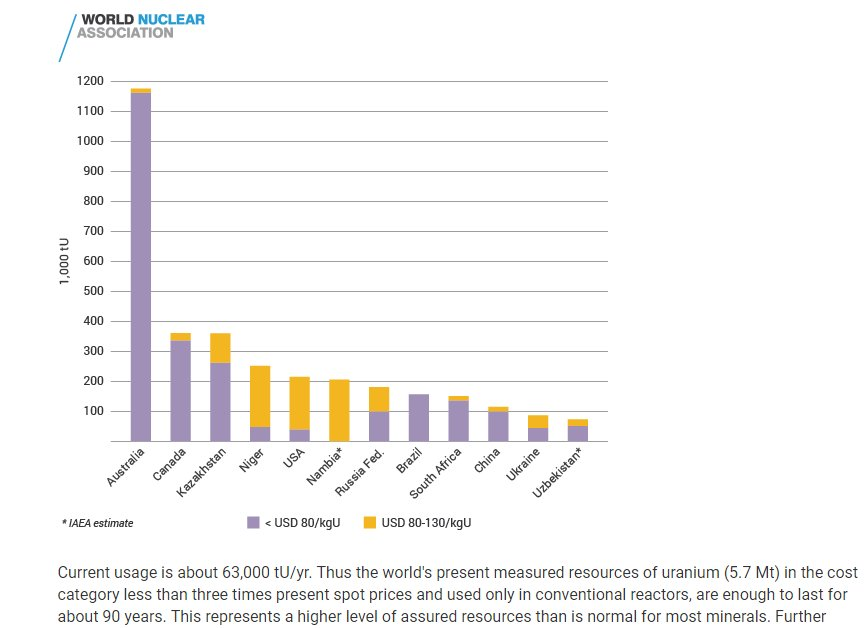 WORLD NUCLEAR
ASSOCIATION
1200
1100
1000
900
800
700
600
500
400
300
200
100
1,000 tU
Australia
Canada
Kazakhstan
Niger
USA
Nambia*
Russia Fed.
Brazil
South Africa
China
Ukraine
Uzbekistan*
* IAEA estimate
< USD 80/kgU
USD 80-130/kgU
Current usage is about 63,000 tU/yr. Thus the world's present measured resources of uranium (5.7 Mt) in the cost
category less than three times present spot prices and used only in conventional reactors, are enough to last for
about 90 years. This represents a higher level of assured resources than is normal for most minerals. Further